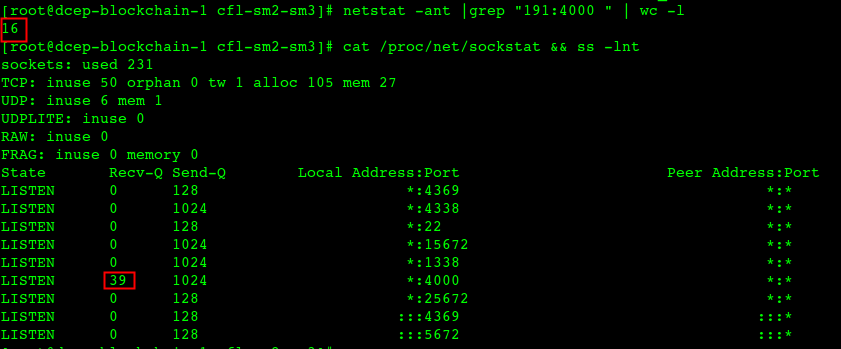 [root@dcep-blockchain-1 cfl-sm2-sm3]# netstat -ant |grep "191:4000 " | wc -l
16
[root@dcep-blockchain-1 cfl-sm2-sm3]# cat /proc/net/sockstat && ss -lnt
sockets: used 231
TCP: inuse 50 orphan 0 tw 1 alloc 105 mem 27
UDP: inuse 6 mem 1
UDPLITE: inuse 0
RAW: inuse 0
FRAG: inuse 0 memory 0
State Recv-Q Send-Q Local Address:Port Peer Address:Port
LISTEN 0 128 *:4369 *:*
LISTEN 0 1024 *:4338 *:*
LISTEN 0 128 *:22 *:*
LISTEN 0 1024 *:15672 *:*
LISTEN 0 1024 *:1338 *:*
LISTEN 39 1024 *:4000 *:*
LISTEN 0 128 *:25672 *:*
LISTEN 0 128 :::4369 :::*
LISTEN 0 128 :::5672 :::*